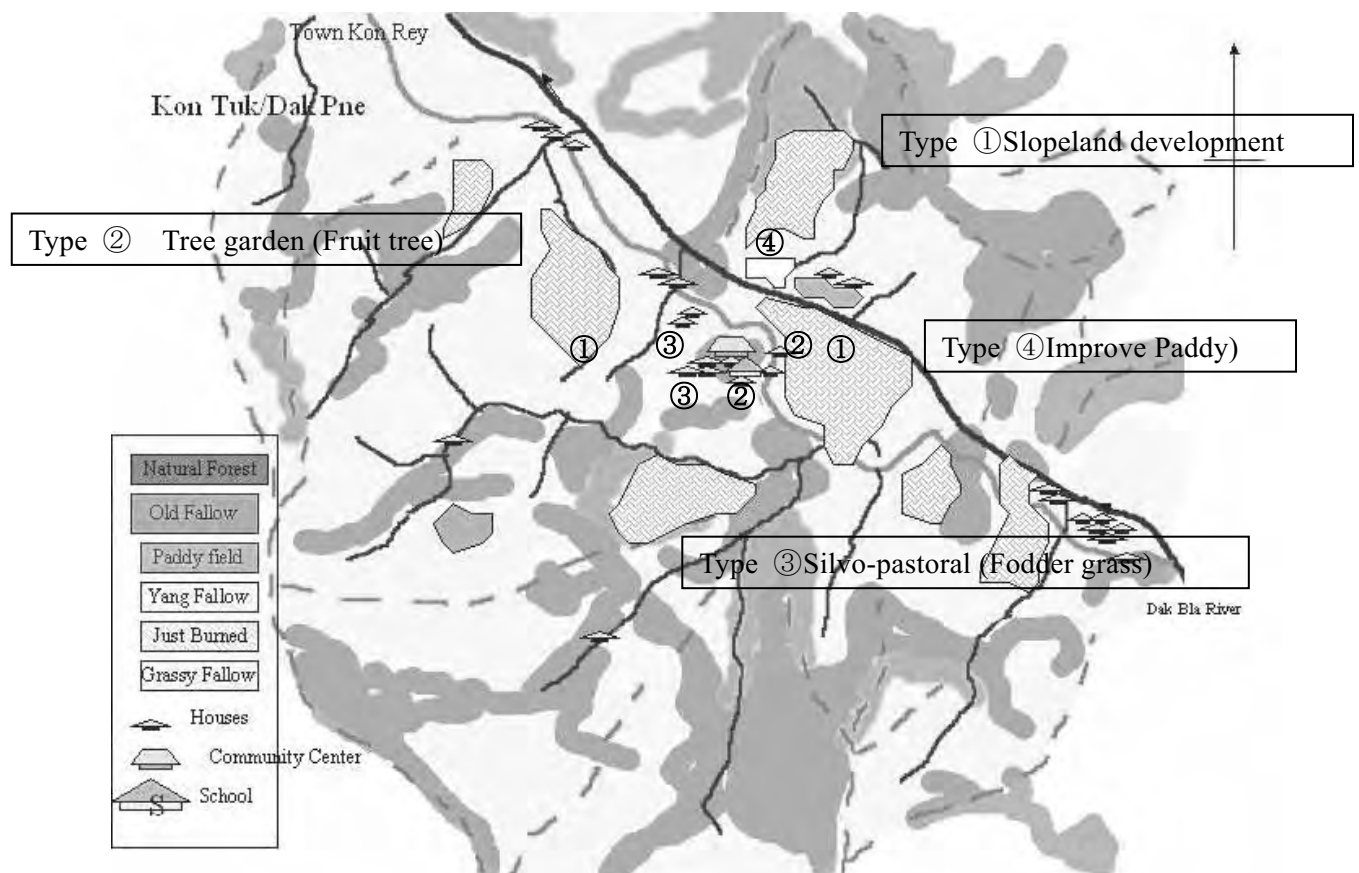 Town Kon Rey
Kon Tuk/Dak Pne
Type ①Slopeland development
Type ② Tree garden (Fruit tree)
④
①
③
②
①
Type ④Improve Paddy)
③
②
Natural Forest
Old Fallow
Paddy field
Yang Fallow
Just Burned
Grassy Fallow
Houses
Community Center
S
School
Type ③Silvo-pastoral (Fodder grass)
Dak Bla River